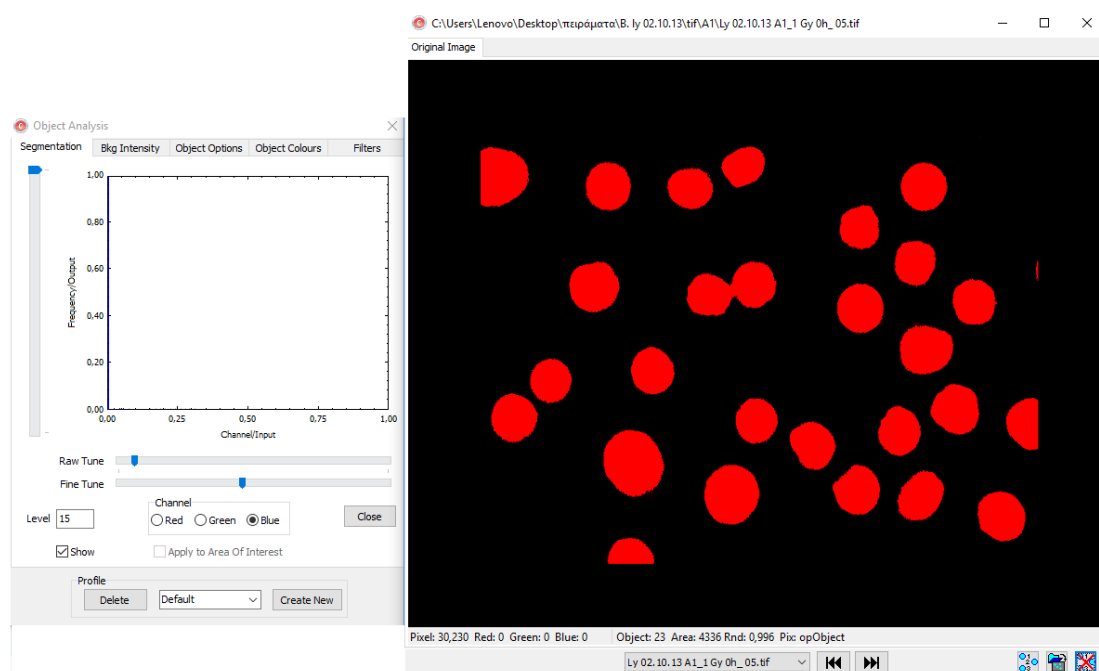 C:\Users\Lenovo\Desktop\πειράματα\B. ly 02.10.13\tif\A1\Ly 02.10.13 A1_1 Gy 0h_ 05.tif
Original Image
Object Analysis
Segmentation Bkg Intensity Object Options Object Colours Filters
1.00
0.80
0.60
0.40
0.20
0.00
Frequency/Output
0,00 0,25 0,50 0,75 1,00
Channel/Input
Raw Tune
Fine Tune
Channel
Level 15 Red Green Blue Close
Show Apply to Area Of Interest
Profile
Delete Default Create New
Pixel: 30,230 Red: 0 Green: 0 Blue: 0 Object: 23 Area: 4336 Rnd: 0,996 Pix: opObject
Ly 02.10.13 A1_1 Gy 0h_ 05.tif